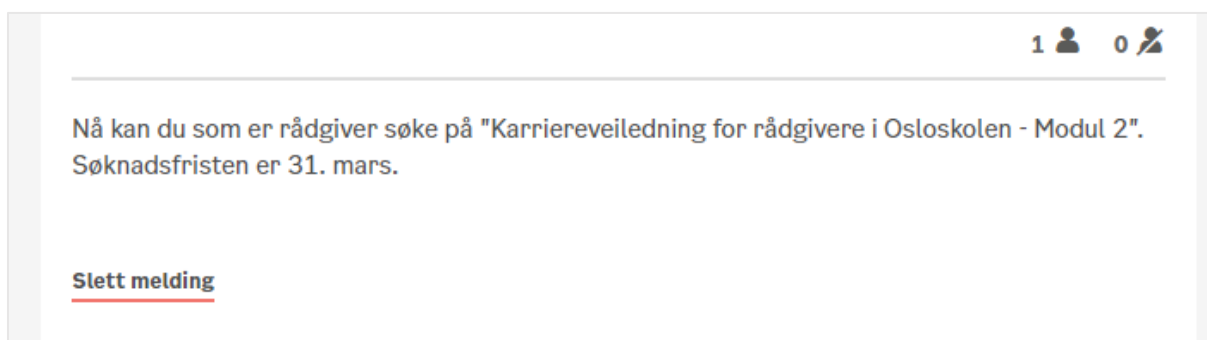 1 0
Nå kan du som er rådgiver søke på "Karriereveiledning for rådgivere i Osloskolen - Modul 2".
Søknadsfristen er 31. mars.
Slett melding